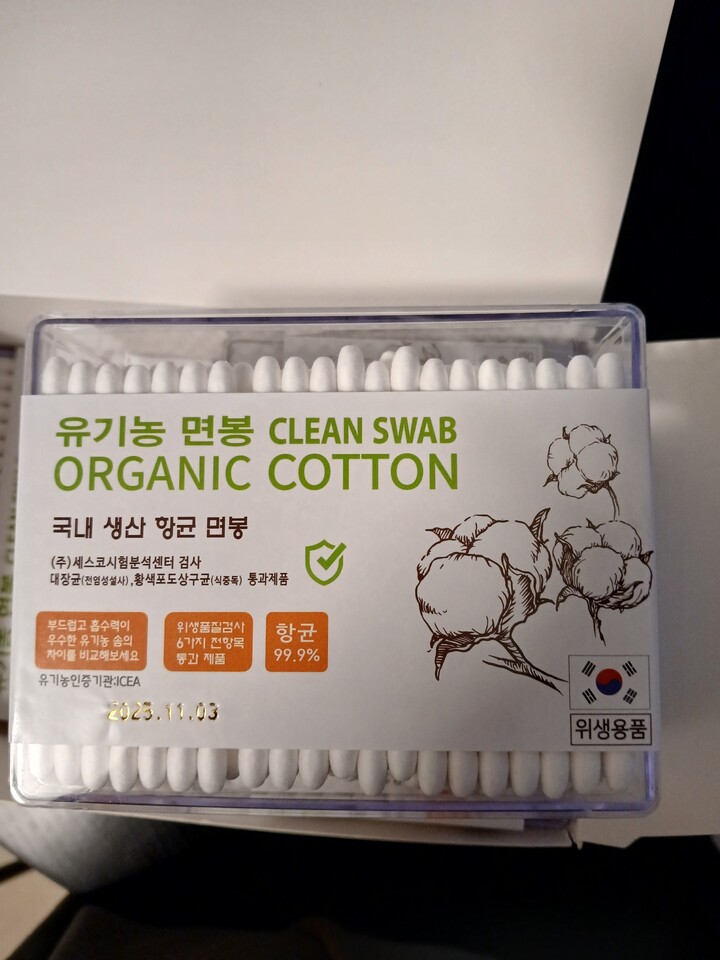 유기농 면봉 CLEAN SWAB
ORGANIC COTTON
국내 생산 항균 면봉
(주)세스코시험분석센터 검사
대장균(전염성설사),황색포도상구균(식중독) 통과제품
부드럽고 흡수력이
우수한 유기농 솜의
차이를 비교해보세요
위생품질검사
6가지 전항목
통과 제품
항균
99.9%
유기농인증기관:ICEA
2023.11.03
위생용품